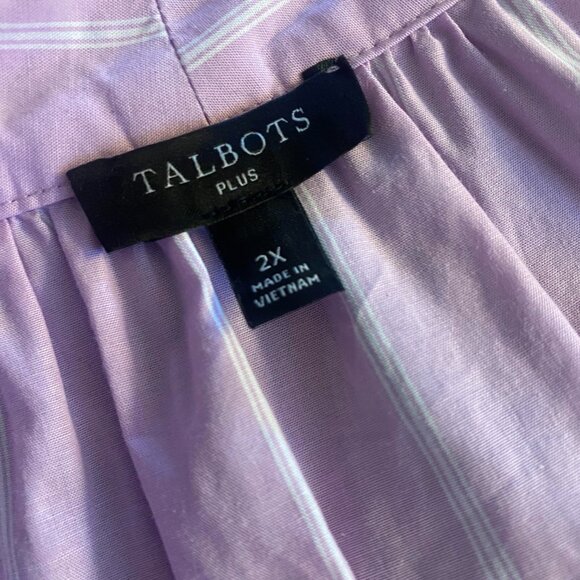 TALBOTS
PLUS
2X
MADE IN
VIETNAM